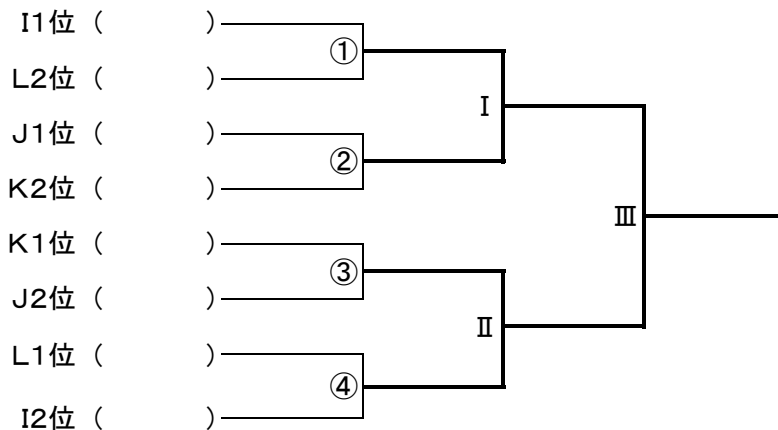 I1位（　　　　）
①
L2位（　　　　）
Ⅰ
J1位（　　　　）
②
K2位（　　　　）
Ⅲ
K1位（　　　　）
③
J2位（　　　　）
Ⅱ
L1位（　　　　）
④
I2位（　　　　）